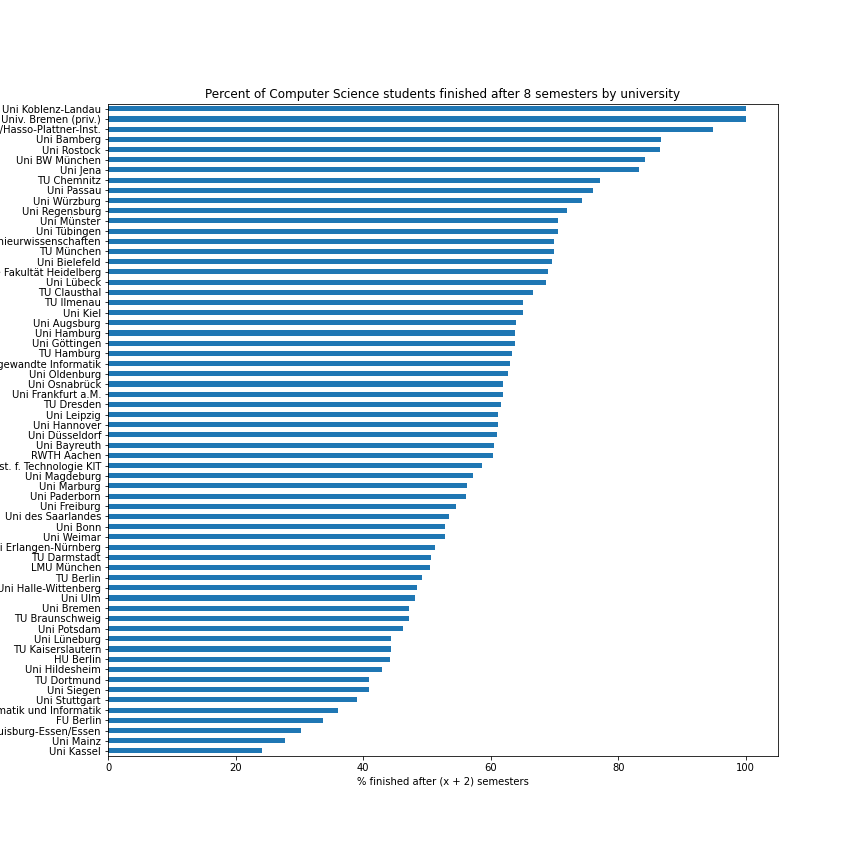 Percent of Computer Science students finished after 8 semesters by university
Uni Koblenz-Landau
Univ. Bremen (priv.)
/Hasso-Plattner-Inst.
Uni Bamberg
Uni Rostock
Uni BW München
Uni Jena
TU Chemnitz
Uni Passau
Uni Würzburg
Uni Regensburg
Uni Münster
Uni Tübingen
nieurwissenschaften
TU München
Uni Bielefeld
Fakultät Heidelberg
Uni Lübeck
TU Clausthal
TU Ilmenau
Uni Kiel
Uni Augsburg
Uni Hamburg
Uni Göttingen
TU Hamburg
gewandte Informatik
Uni Oldenburg
Uni Osnabrück
Uni Frankfurt a.M.
TU Dresden
Uni Leipzig
Uni Hannover
Uni Düsseldorf
Uni Bayreuth
RWTH Aachen
st. f. Technologie KIT
Uni Magdeburg
Uni Marburg
Uni Paderborn
Uni Freiburg
Uni des Saarlandes
Uni Bonn
Uni Weimar
i Erlangen-Nürnberg
TU Darmstadt
LMU München
TU Berlin
Uni Halle-Wittenberg
Uni Ulm
Uni Bremen
TU Braunschweig
Uni Potsdam
Uni Lüneburg
TU Kaiserslautern
HU Berlin
Uni Hildesheim
TU Dortmund
Uni Siegen
Uni Stuttgart
matik und Informatik
FU Berlin
uisburg-Essen/Essen
Uni Mainz
Uni Kassel
0 20 40 60 80 100
% finished after (x + 2) semesters